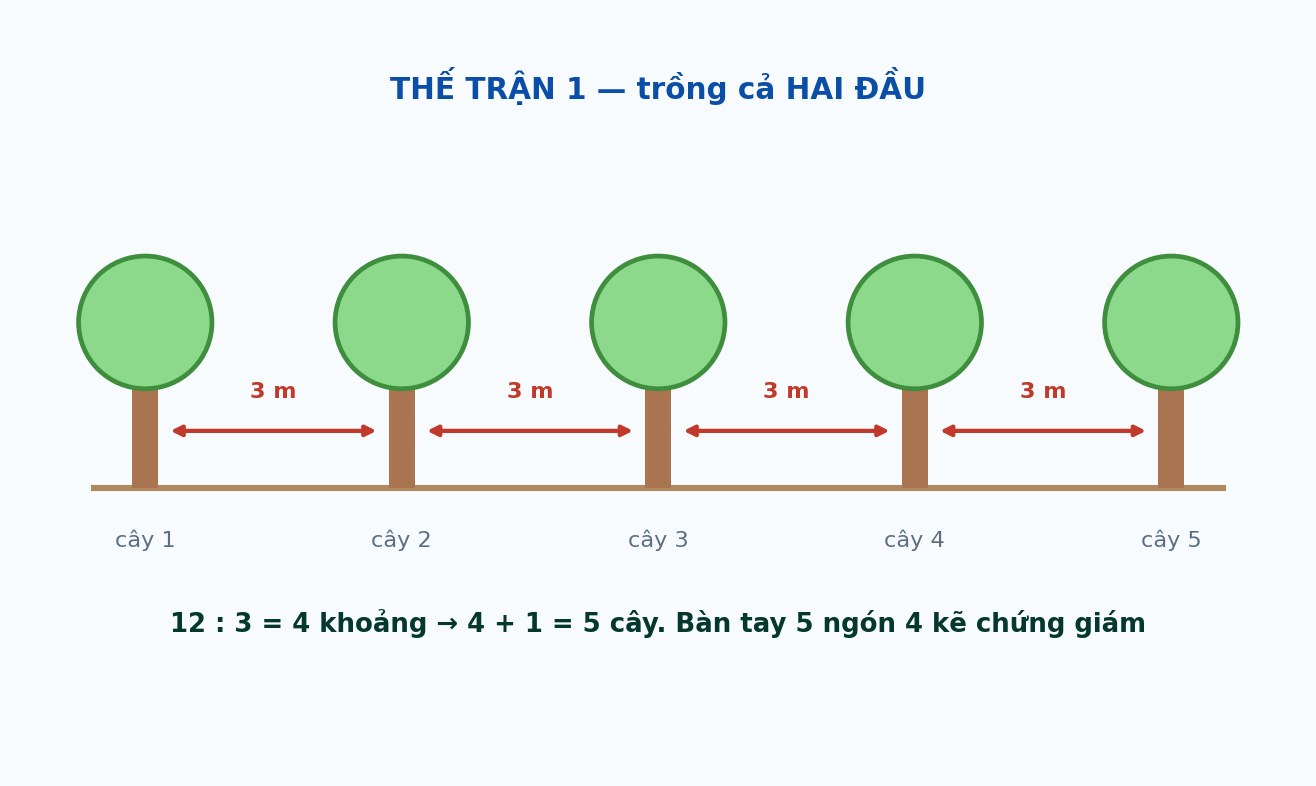 THẾ TRẬN 1 — trồng cả HAI ĐẦU
3 m
3 m
3 m
3 m
cây 1
cây 2
cây 3
cây 4
cây 5
12 : 3 = 4 khoảng → 4 + 1 = 5 cây. Bàn tay 5 ngón 4 kẽ chứng giám